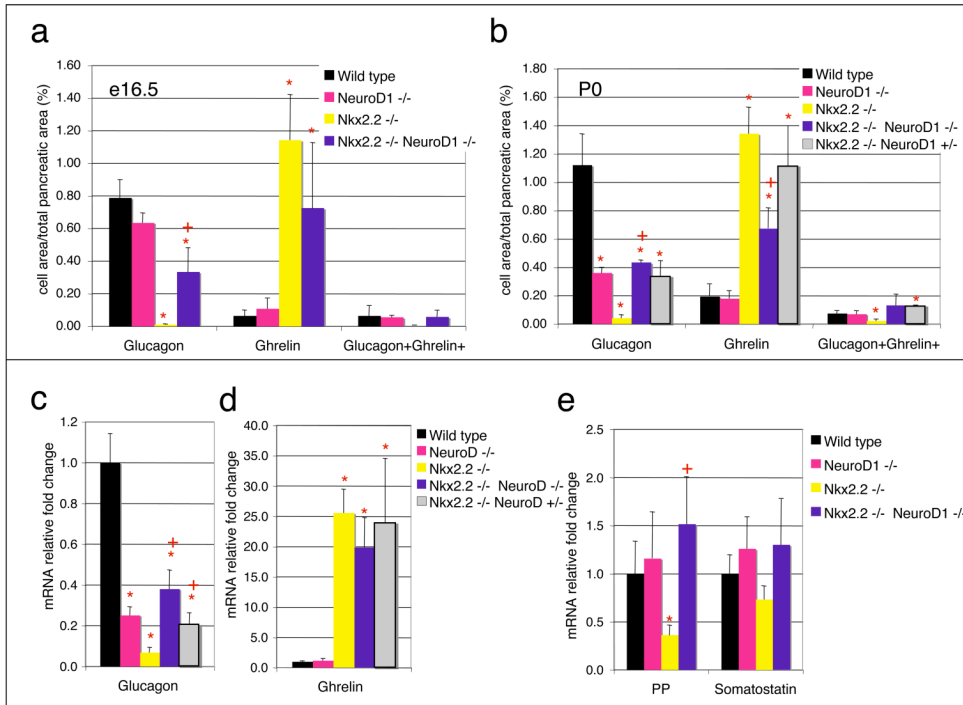 a
e16.5
cell area/total pancreatic area (%)
1.60
1.40
1.20
1.00
0.80
0.60
0.40
0.20
0.00
Wild type
NeuroD1 -/-
Nkx2.2 -/-
Nkx2.2 -/- NeuroD1 -/-
*
*
+
*
*
Glucagon
Ghrelin
Glucagon+Ghrelin+
b
P0
cell area/total pancreatic area (%)
1.80
1.60
1.40
1.20
1.00
0.80
0.60
0.40
0.20
0.00
Wild type
NeuroD1 -/-
Nkx2.2 -/-
Nkx2.2 -/- NeuroD1 -/-
Nkx2.2 -/- NeuroD1 +/-
*
*
+
*
+
*
*
*
*
*
*
Glucagon
Ghrelin
Glucagon+Ghrelin+
c
mRNA relative fold change
1.2
1.0
0.8
0.6
0.4
0.2
0.0
+
*
+
*
*
*
Glucagon
d
mRNA relative fold change
40.0
35.0
30.0
25.0
20.0
15.0
10.0
5.0
0.0
*
*
*
Ghrelin
Wild type
NeuroD -/-
Nkx2.2 -/-
Nkx2.2 -/- NeuroD -/-
Nkx2.2 -/- NeuroD +/-
e
mRNA relative fold change
2.5
2.0
1.5
1.0
0.5
0.0
+
*
PP
Somatostatin
Wild type
NeuroD1 -/-
Nkx2.2 -/-
Nkx2.2 -/- NeuroD1 -/-